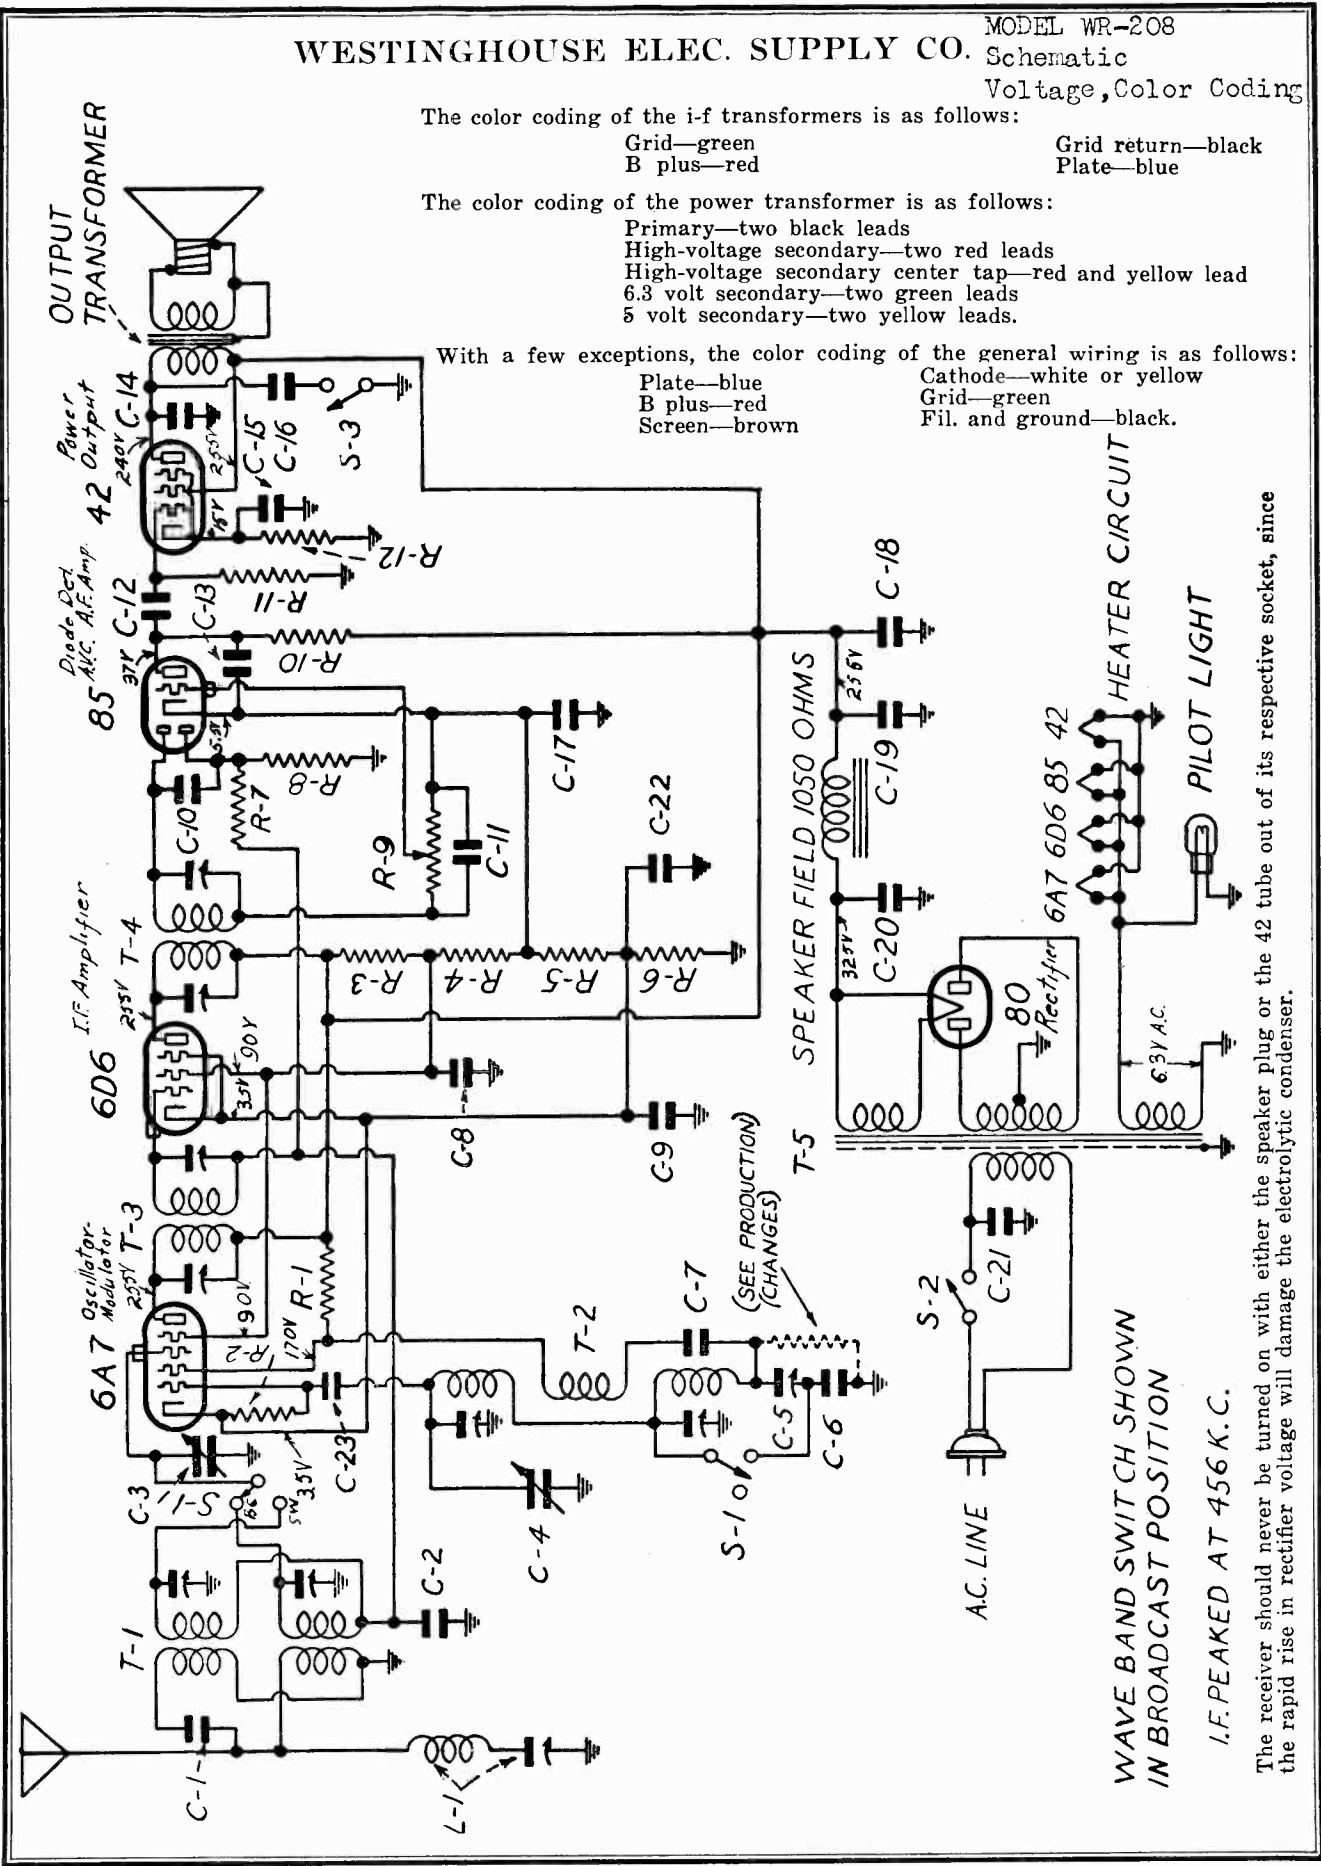 WESTINGHOUSE ELEC. SUPPLY CO.
MODEL WR-208
Schematic
Voltage,Color Coding
The color coding of the i-f transformers is as follows:
Grid—green
Grid return—black
B plus—red
Plate—blue
The color coding of the power transformer is as follows:
Primary—two black leads
High-voltage secondary—two red leads
High-voltage secondary center tap—red and yellow lead
6.3 volt secondary—two green leads
5 volt secondary—two yellow leads.
With a few exceptions, the color coding of the general wiring is as follows:
Plate—blue
Cathode—white or yellow
B plus—red
Grid—green
Screen—brown
Fil. and ground—black.
OUTPUT
TRANSFORMER
42
Power
Output
240V
C-14
255V
C-15
C-16
S-3
15V
R-12
R-11
85
Diode Det.
A.V.C. A.F. Amp.
37V
C-12
C-13
R-10
5.5V
C-10
R-8
R-7
R-9
C-11
C-17
C-22
6D6
I.F. Amplifier
255V
T-4
90V
3.5V
R-3
R-4
R-5
R-6
C-8
C-9
6A7
Oscillator-
Modulator
255V
T-3
90V
R-2
170V
R-1
C-23
3.5V
C-3
S-1
BC
SW
T-1
C-2
C-1
L-1
C-4
T-2
C-7
C-5
C-6
S-1
(SEE PRODUCTION
CHANGES)
SPEAKER FIELD 1050 OHMS
C-18
255V
C-19
325V
C-20
80
Rectifier
T-5
6.3V A.C.
S-2
C-21
A.C. LINE
6A7 6D6 85 42
HEATER CIRCUIT
PILOT LIGHT
WAVE BAND SWITCH SHOWN
IN BROADCAST POSITION
I.F. PEAKED AT 456 K.C.
The receiver should never be turned on with either the speaker plug or the 42 tube out of its respective socket, since
the rapid rise in rectifier voltage will damage the electrolytic condenser.